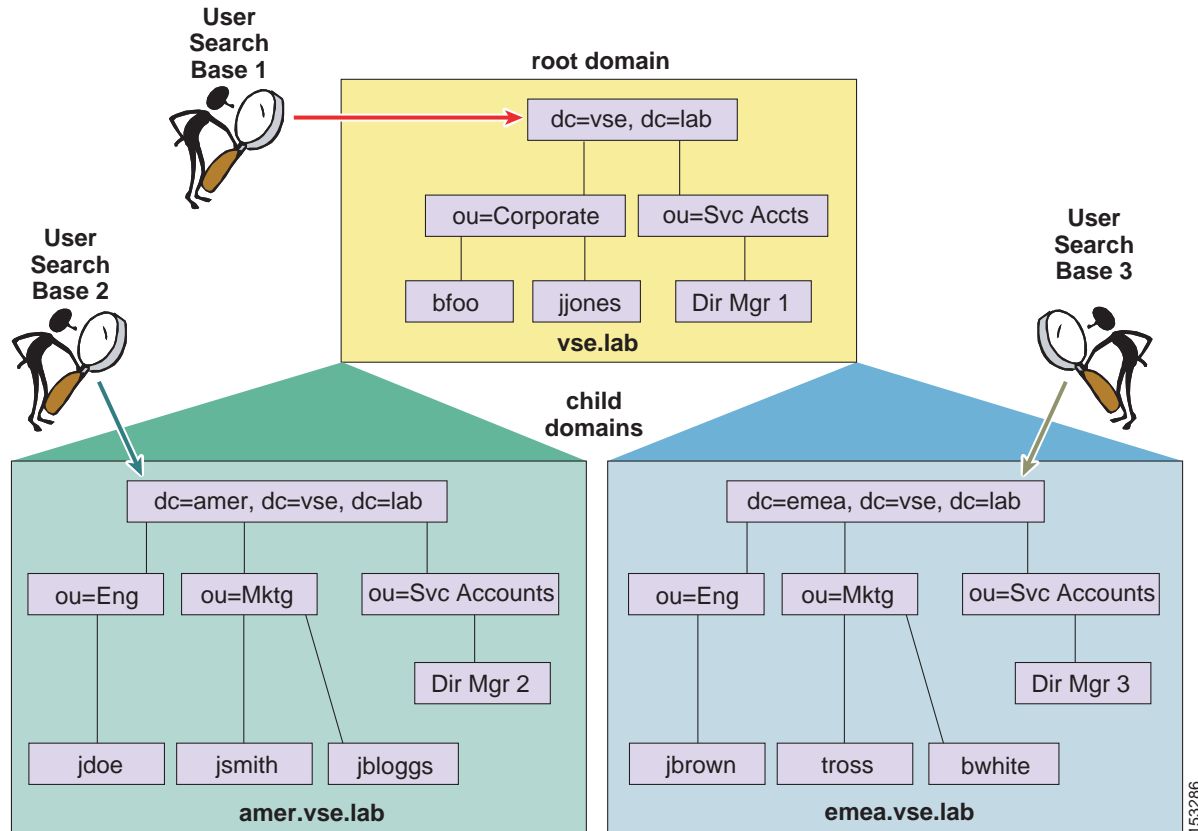 User
Search
Base 1
root domain
dc=vse, dc=lab
ou=Corporate
ou=Svc Accts
bfoo
jjones
Dir Mgr 1
vse.lab
User
Search
Base 2
User
Search
Base 3
child
domains
dc=amer, dc=vse, dc=lab
ou=Eng
ou=Mktg
ou=Svc Accounts
Dir Mgr 2
jdoe
jsmith
jbloggs
amer.vse.lab
dc=emea, dc=vse, dc=lab
ou=Eng
ou=Mktg
ou=Svc Accounts
Dir Mgr 3
jbrown
tross
bwhite
emea.vse.lab
153286